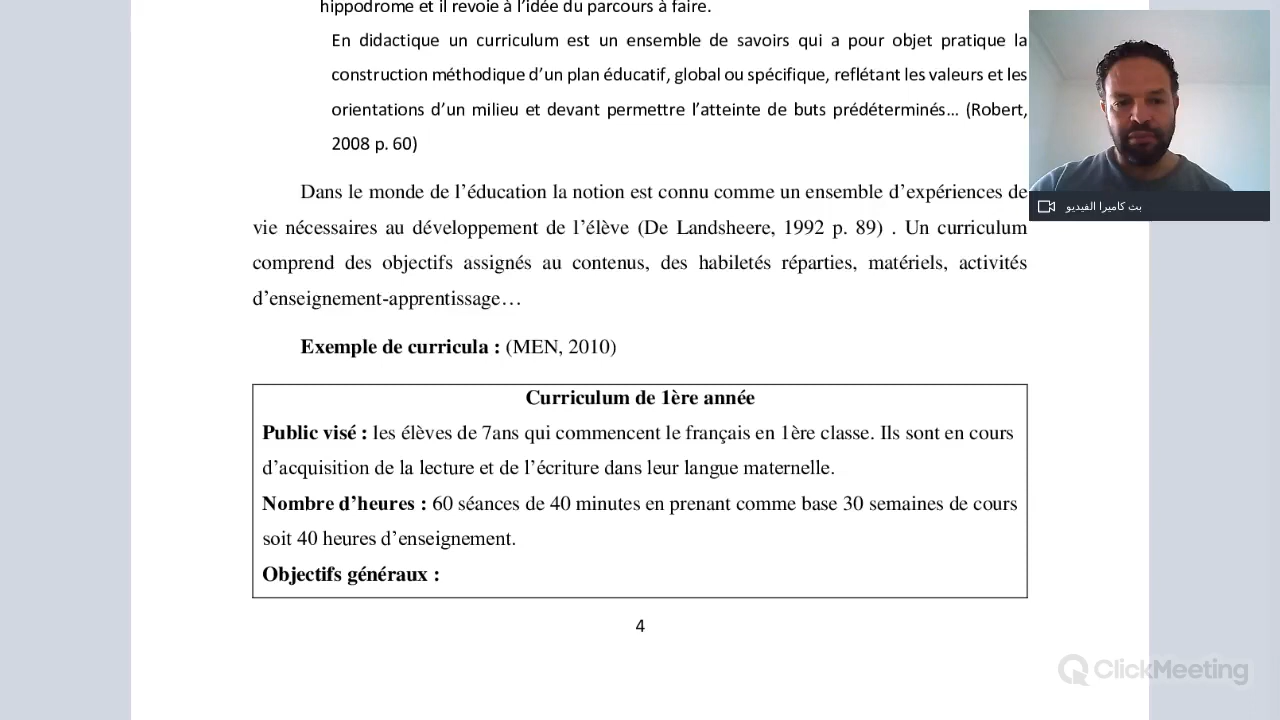 hippodrome et il revoie à l’idée du parcours à faire.
En didactique un curriculum est un ensemble de savoirs qui a pour objet pratique la
construction méthodique d’un plan éducatif, global ou spécifique, reflétant les valeurs et les
orientations d’un milieu et devant permettre l’atteinte de buts prédéterminés… (Robert,
2008 p. 60)
Dans le monde de l’éducation la notion est connu comme un ensemble d’expériences de
vie nécessaires au développement de l’élève (De Landsheere, 1992 p. 89) . Un curriculum
comprend des objectifs assignés au contenus, des habiletés réparties, matériels, activités
d’enseignement-apprentissage…
Exemple de curricula : (MEN, 2010)
Curriculum de 1ère année
Public visé : les élèves de 7ans qui commencent le français en 1ère classe. Ils sont en cours
d’acquisition de la lecture et de l’écriture dans leur langue maternelle.
Nombre d’heures : 60 séances de 40 minutes en prenant comme base 30 semaines de cours
soit 40 heures d’enseignement.
Objectifs généraux :
4
بث كاميرا الفيديو
ClickMeeting